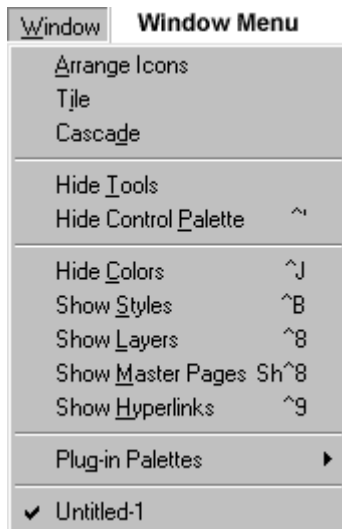 Window Window Menu
Arrange Icons
Tile
Cascade
Hide Tools
Hide Control Palette ^'
Hide Colors ^J
Show Styles ^B
Show Layers ^8
Show Master Pages Sh^8
Show Hyperlinks ^9
Plug-in Palettes
Untitled-1